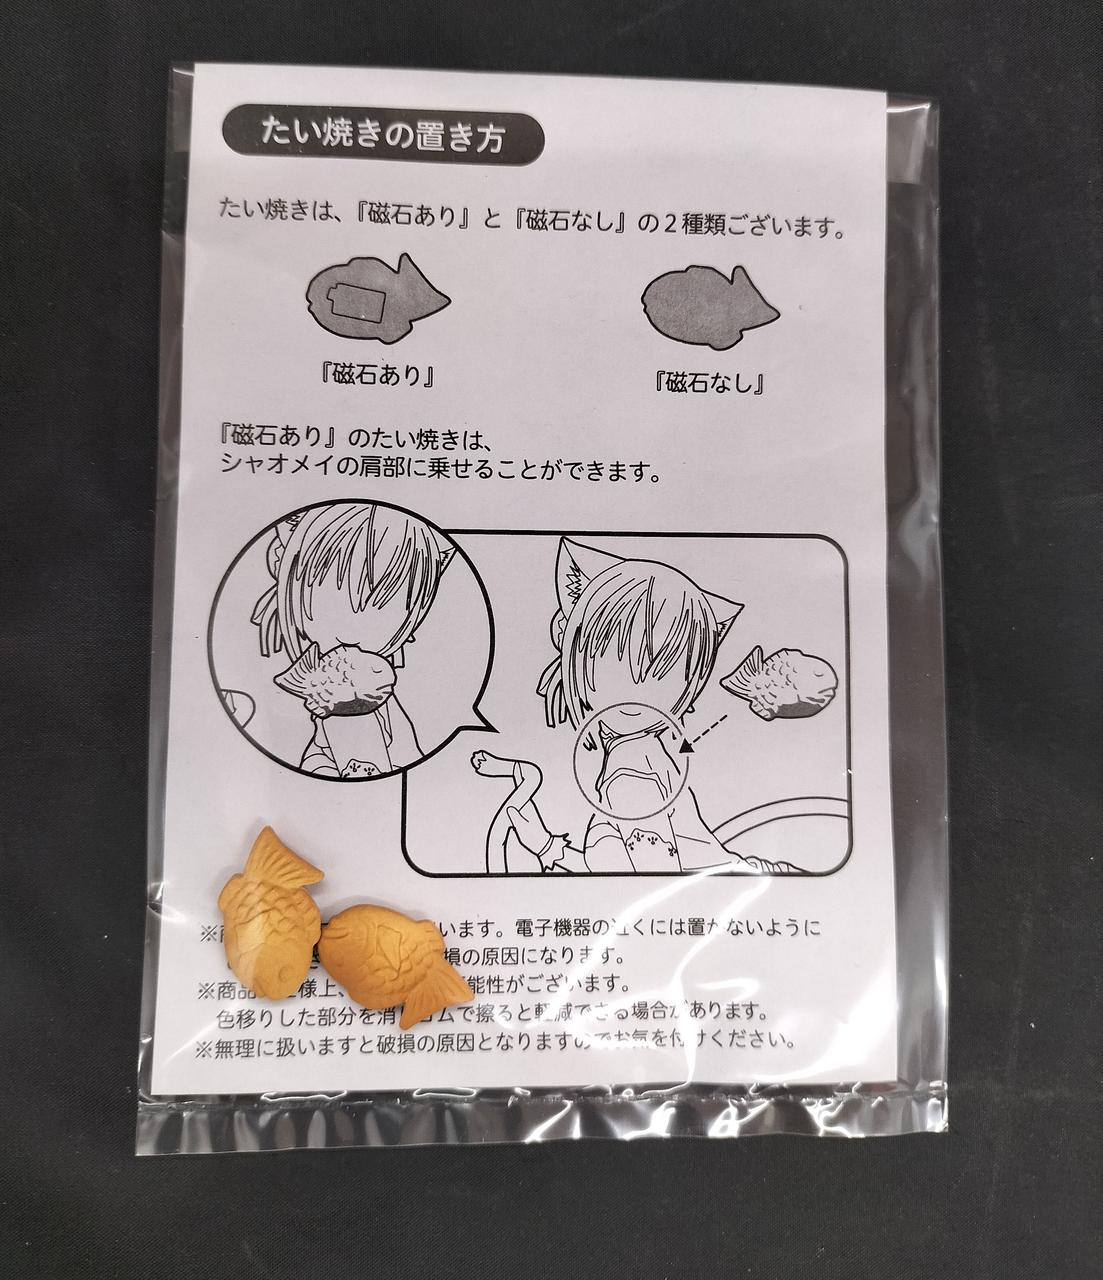 たい焼きの置き方
たい焼きは、『磁石あり』と『磁石なし』の2種類ございます。
『磁石あり』
『磁石なし』
『磁石あり』のたい焼きは、
シャオメイの肩部に乗せることができます。
※ います。電子機器の近くには置かないように
損の原因になります。
※商品 様上、 能性がございます。
色移りした部分を消しゴムで擦ると軽減できる場合があります。
※無理に扱いますと破損の原因となりますのでお気を付けください。